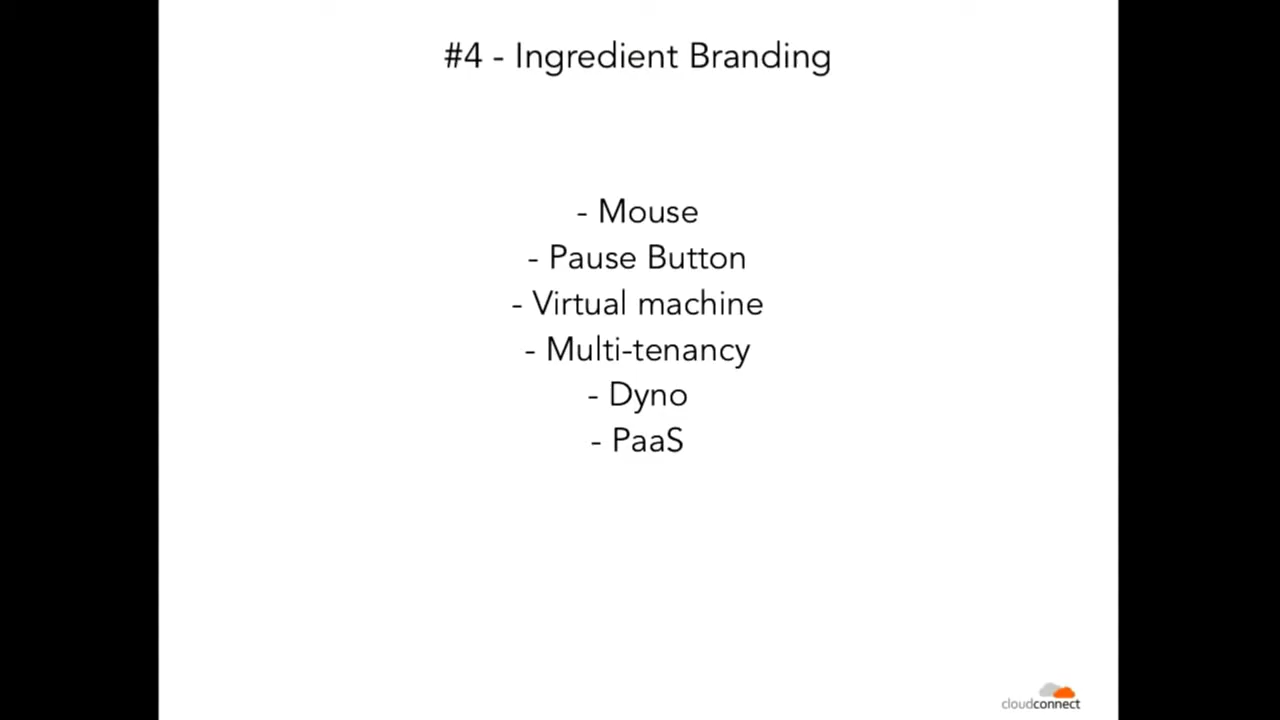 #4 - Ingredient Branding
- Mouse
- Pause Button
- Virtual machine
- Multi-tenancy
- Dyno
- PaaS
cloudconnect